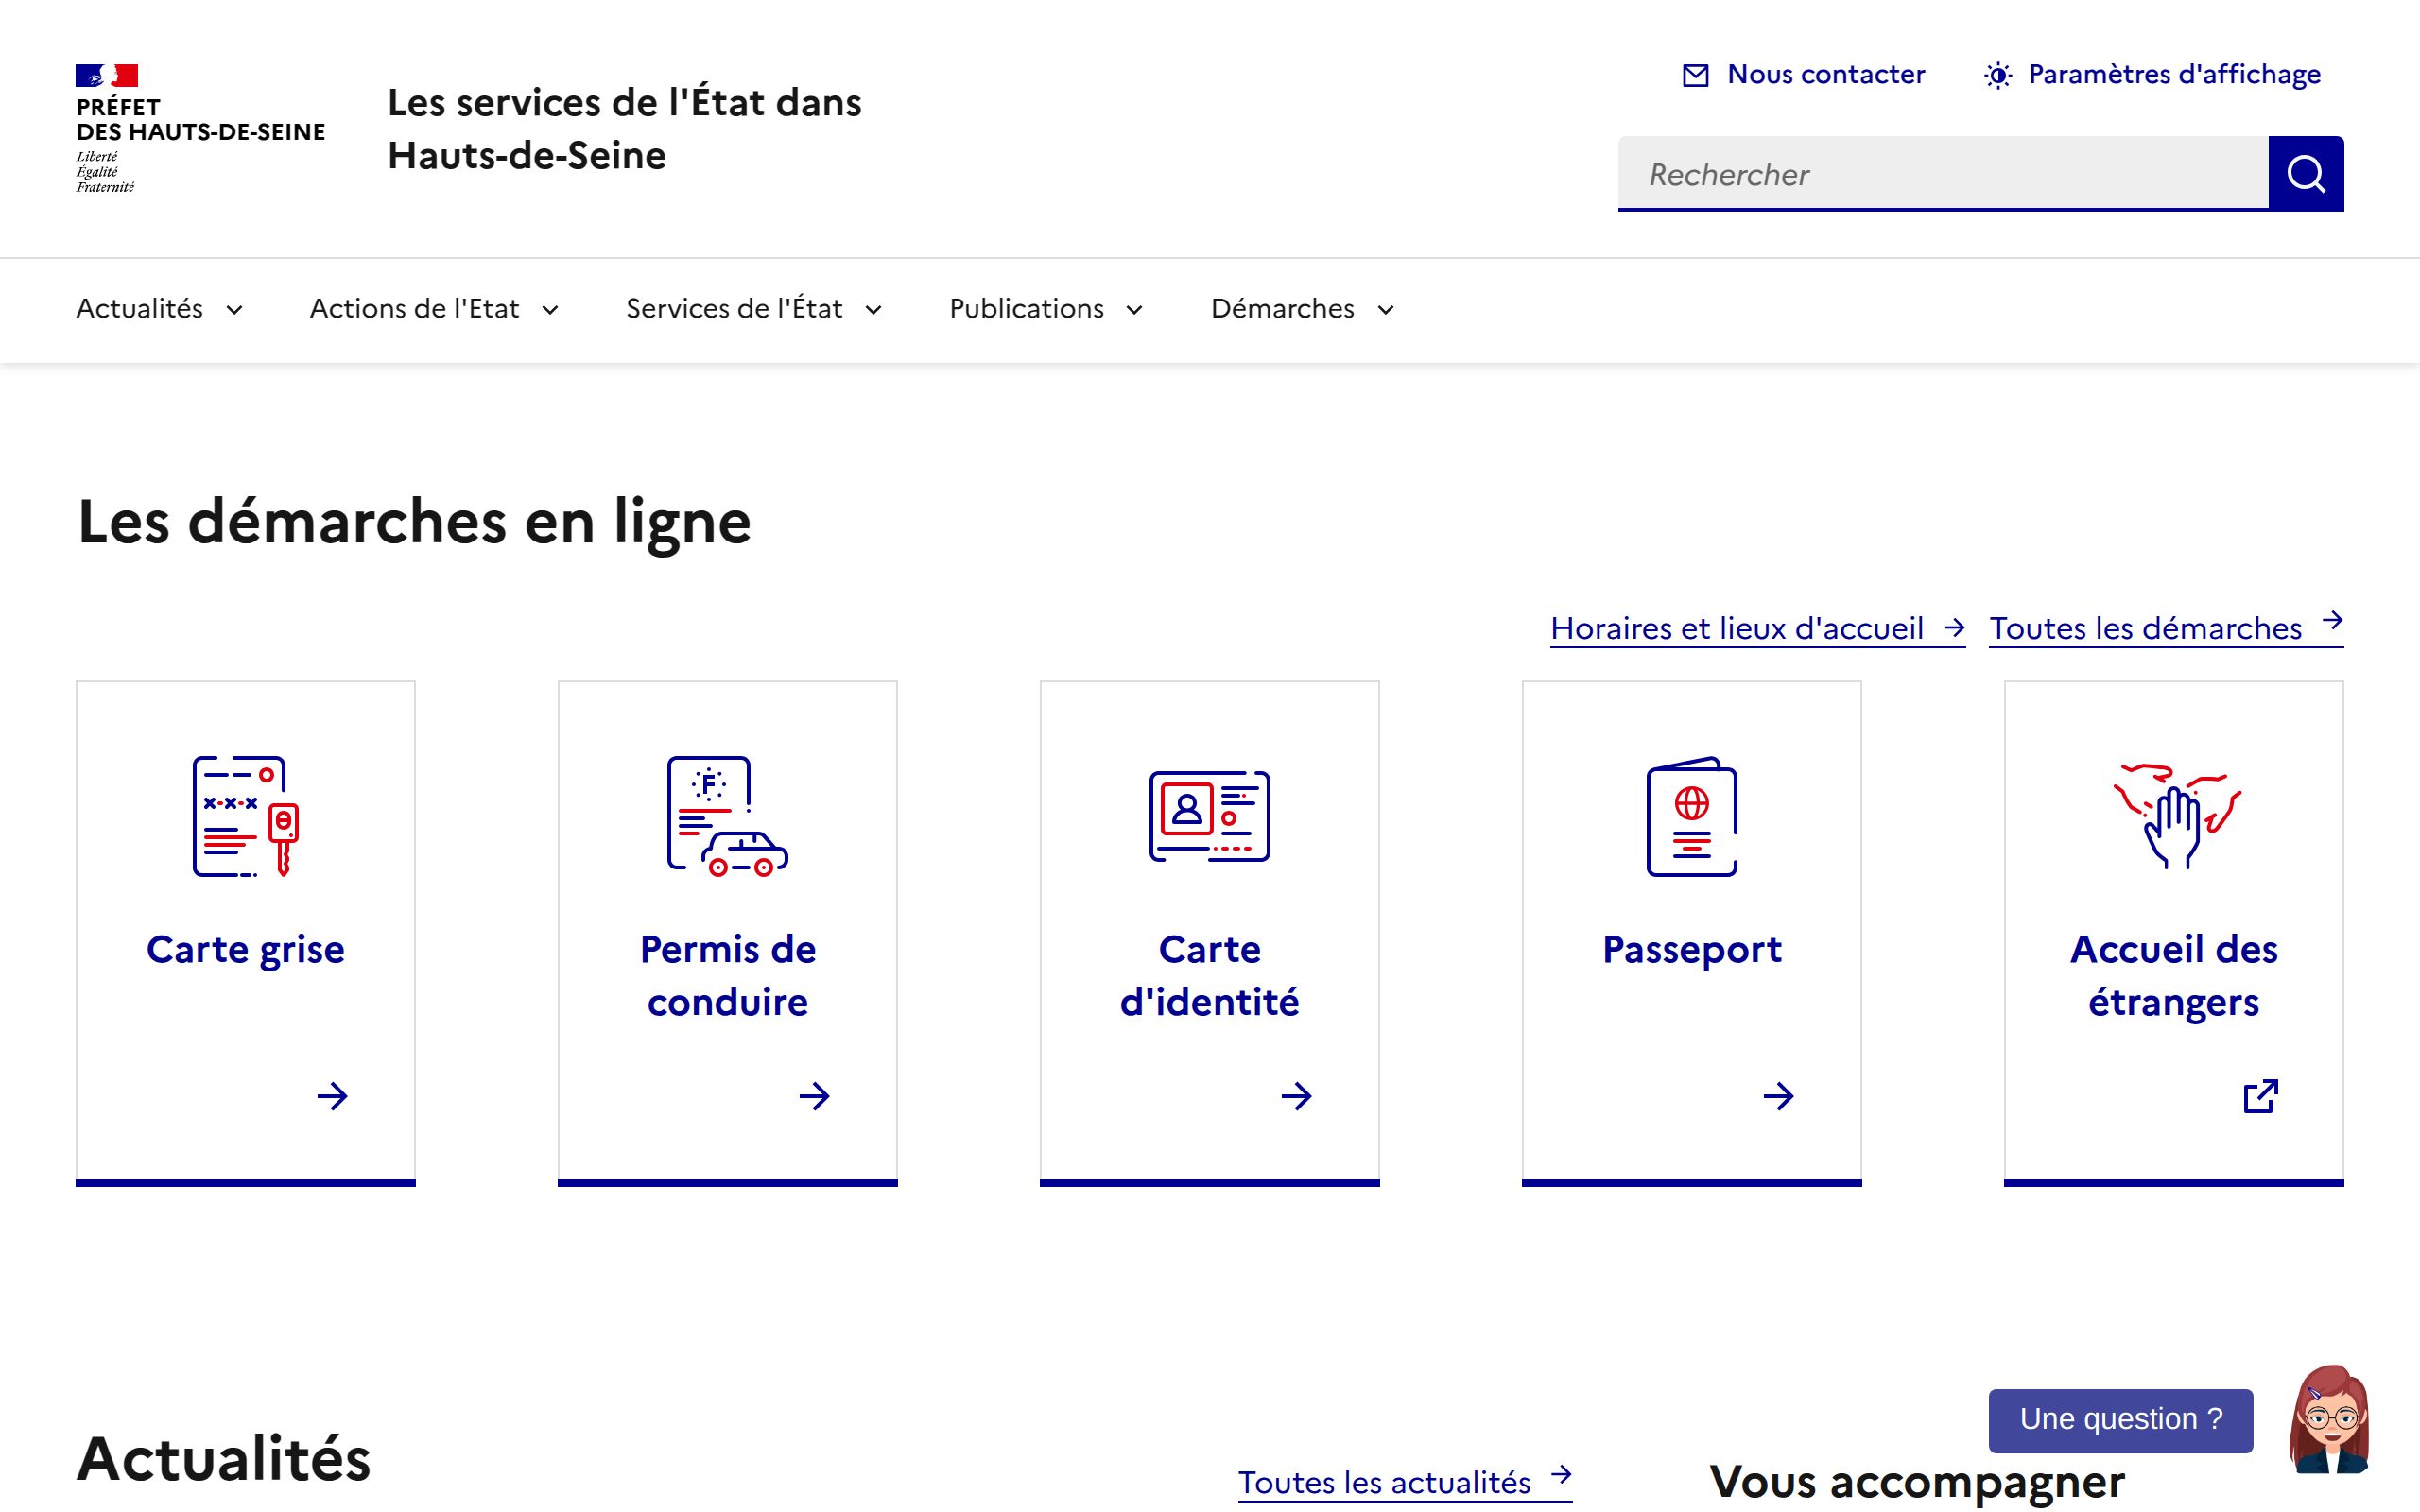 PRÉFET
DES HAUTS-DE-SEINE
Liberté
Égalité
Fraternité
Les services de l'État dans
Hauts-de-Seine
Nous contacter
Paramètres d'affichage
Rechercher
Actualités
Actions de l'Etat
Services de l'État
Publications
Démarches
Les démarches en ligne
Horaires et lieux d'accueil
Toutes les démarches
F
Carte grise
Permis de
conduire
Carte
d'identité
Passeport
Accueil des
étrangers
Une question ?
Actualités
Toutes les actualités
Vous accompagner